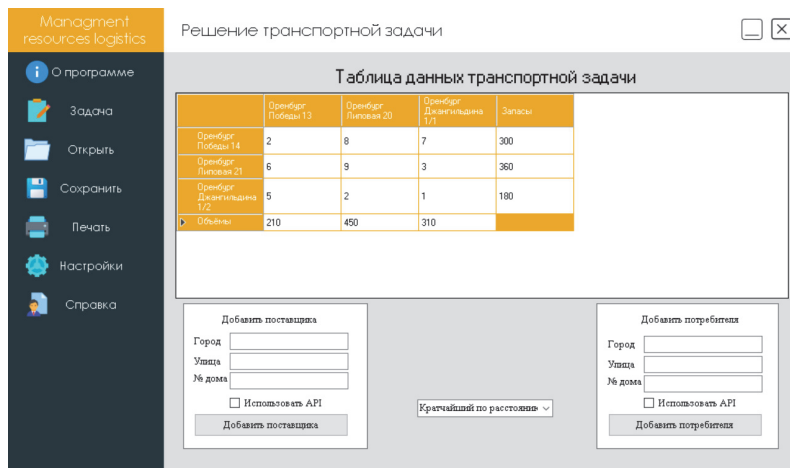 Managment
resources logistics
Решение транспортной задачи
О программе
Задача
Открыть
Сохранить
Печать
Настройки
Справка
Таблица данных транспортной задачи
Оренбург
Победы 13
Оренбург
Липовая 20
Оренбург
Джангильдина
1/1
Запасы
Оренбург
Победы 14
2
8
7
300
Оренбург
Липовая 21
6
9
3
360
Оренбург
Джангильдина
1/2
5
2
1
180
Объёмы
210
450
310
Добавить поставщика
Город
Улица
№ дома
Использовать API
Добавить поставщика
Кратчайший по расстоянию
Добавить потребителя
Город
Улица
№ дома
Использовать API
Добавить потребителя